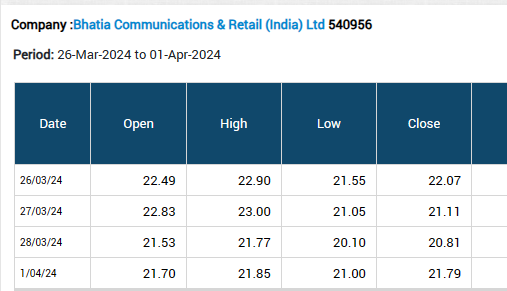 Company :Bhatia Communications & Retail (India) Ltd 540956
Period: 26-Mar-2024 to 01-Apr-2024
Date Open High Low Close
26/03/24 22.49 22.90 21.55 22.07
27/03/24 22.83 23.00 21.05 21.11
28/03/24 21.53 21.77 20.10 20.81
1/04/24 21.70 21.85 21.00 21.79